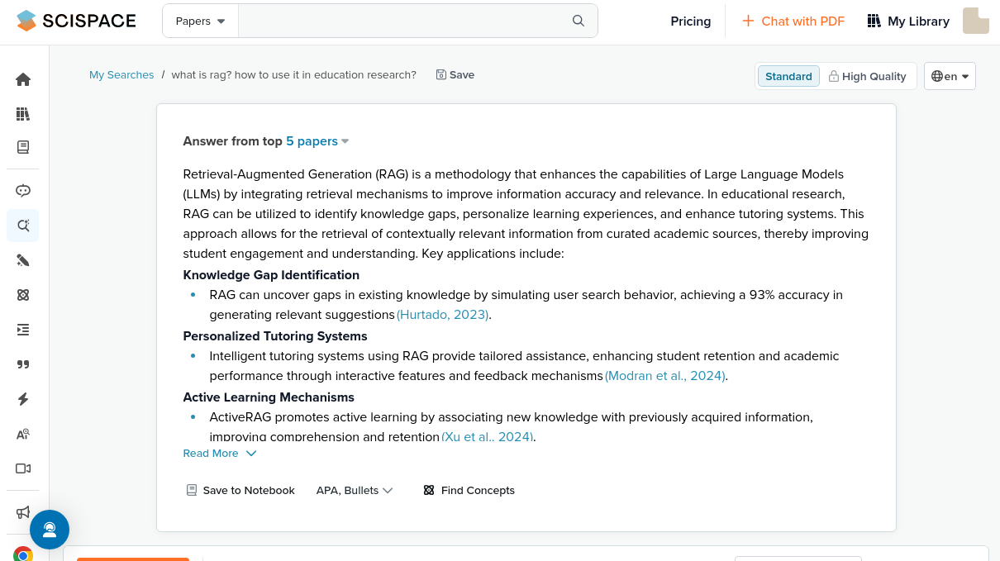 SCISPACE
Papers
Pricing
Chat with PDF
My Library
My Searches / what is rag? how to use it in education research?
Save
Standard
High Quality
en
Answer from top 5 papers
Retrieval-Augmented Generation (RAG) is a methodology that enhances the capabilities of Large Language Models
(LLMs) by integrating retrieval mechanisms to improve information accuracy and relevance. In educational research,
RAG can be utilized to identify knowledge gaps, personalize learning experiences, and enhance tutoring systems. This
approach allows for the retrieval of contextually relevant information from curated academic sources, thereby improving
student engagement and understanding. Key applications include:
Knowledge Gap Identification
• RAG can uncover gaps in existing knowledge by simulating user search behavior, achieving a 93% accuracy in
generating relevant suggestions (Hurtado, 2023).
Personalized Tutoring Systems
• Intelligent tutoring systems using RAG provide tailored assistance, enhancing student retention and academic
performance through interactive features and feedback mechanisms (Modran et al., 2024).
Active Learning Mechanisms
• ActiveRAG promotes active learning by associating new knowledge with previously acquired information,
improving comprehension and retention (Xu et al., 2024).
Read More
Save to Notebook
APA, Bullets
Find Concepts